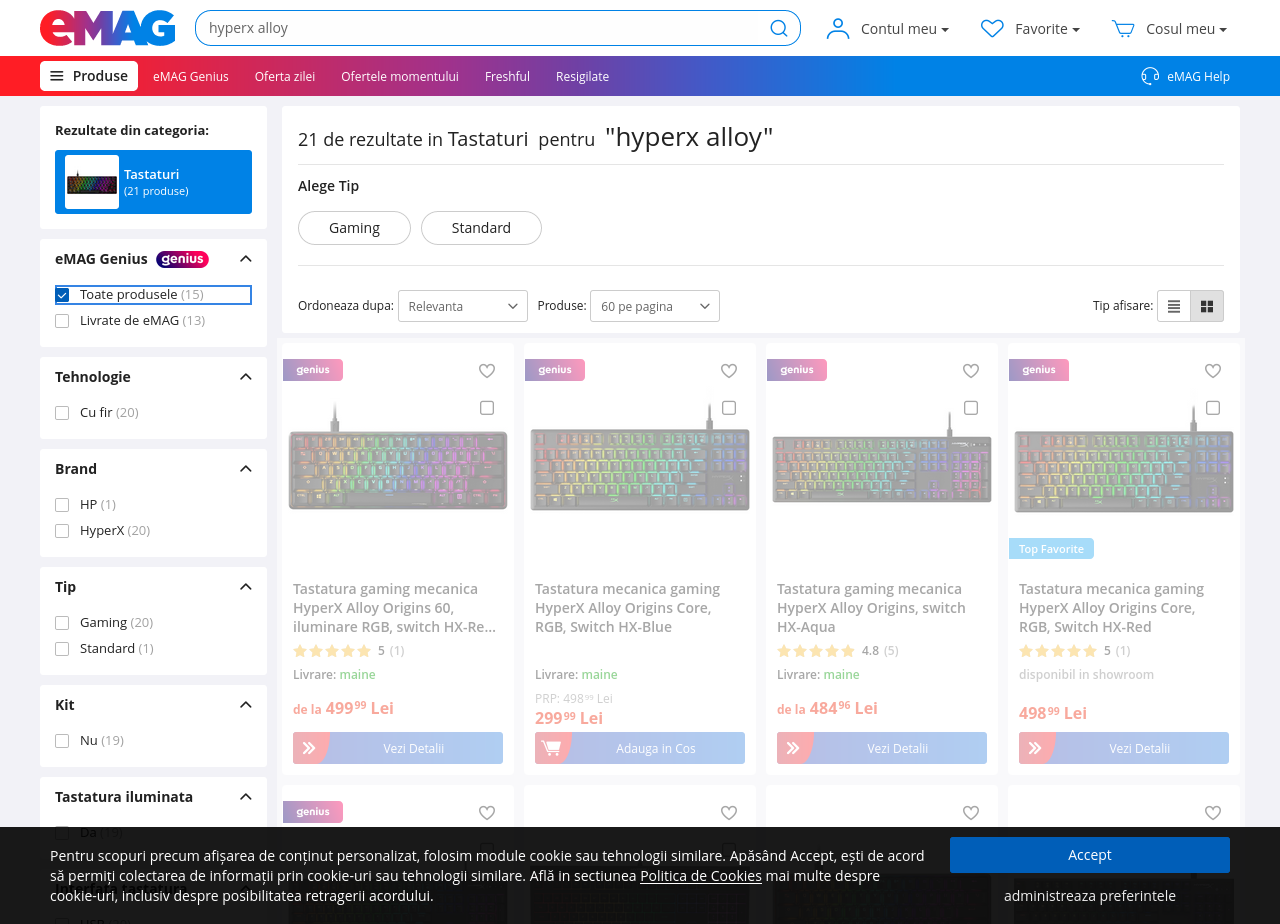 eMAG
hyperx alloy
Contul meu
Favorite
Cosul meu
Produse
eMAG Genius
Oferta zilei
Ofertele momentului
Freshful
Resigilate
eMAG Help
Rezultate din categoria:
Tastaturi
(21 produse)
21 de rezultate in Tastaturi pentru "hyperx alloy"
Alege Tip
Gaming
Standard
Ordoneaza dupa: Relevanta
Produse: 60 pe pagina
Tip afisare:
eMAG Genius genius
Toate produsele (15)
Livrate de eMAG (13)
Tehnologie
Cu fir (20)
Brand
HP (1)
HyperX (20)
Tip
Gaming (20)
Standard (1)
Kit
Nu (19)
Tastatura iluminata
Da (19)
Interfata tastatura
USB (20)
genius
Tastatura gaming mecanica
HyperX Alloy Origins 60,
iluminare RGB, switch HX-Re...
5 (1)
Livrare: maine
de la 499⁹⁹ Lei
Vezi Detalii
genius
Tastatura mecanica gaming
HyperX Alloy Origins Core,
RGB, Switch HX-Blue
Livrare: maine
PRP: 498⁹⁹ Lei
299⁹⁹ Lei
Adauga in Cos
genius
Tastatura gaming mecanica
HyperX Alloy Origins, switch
HX-Aqua
4.8 (5)
Livrare: maine
de la 484⁹⁶ Lei
Vezi Detalii
genius
Top Favorite
Tastatura mecanica gaming
HyperX Alloy Origins Core,
RGB, Switch HX-Red
5 (1)
disponibil in showroom
498⁹⁹ Lei
Vezi Detalii
genius
Pentru scopuri precum afișarea de conținut personalizat, folosim module cookie sau tehnologii similare. Apăsând Accept, ești de acord
să permiți colectarea de informații prin cookie-uri sau tehnologii similare. Află in sectiunea Politica de Cookies mai multe despre
cookie-uri, inclusiv despre posibilitatea retragerii acordului.
Accept
administreaza preferintele